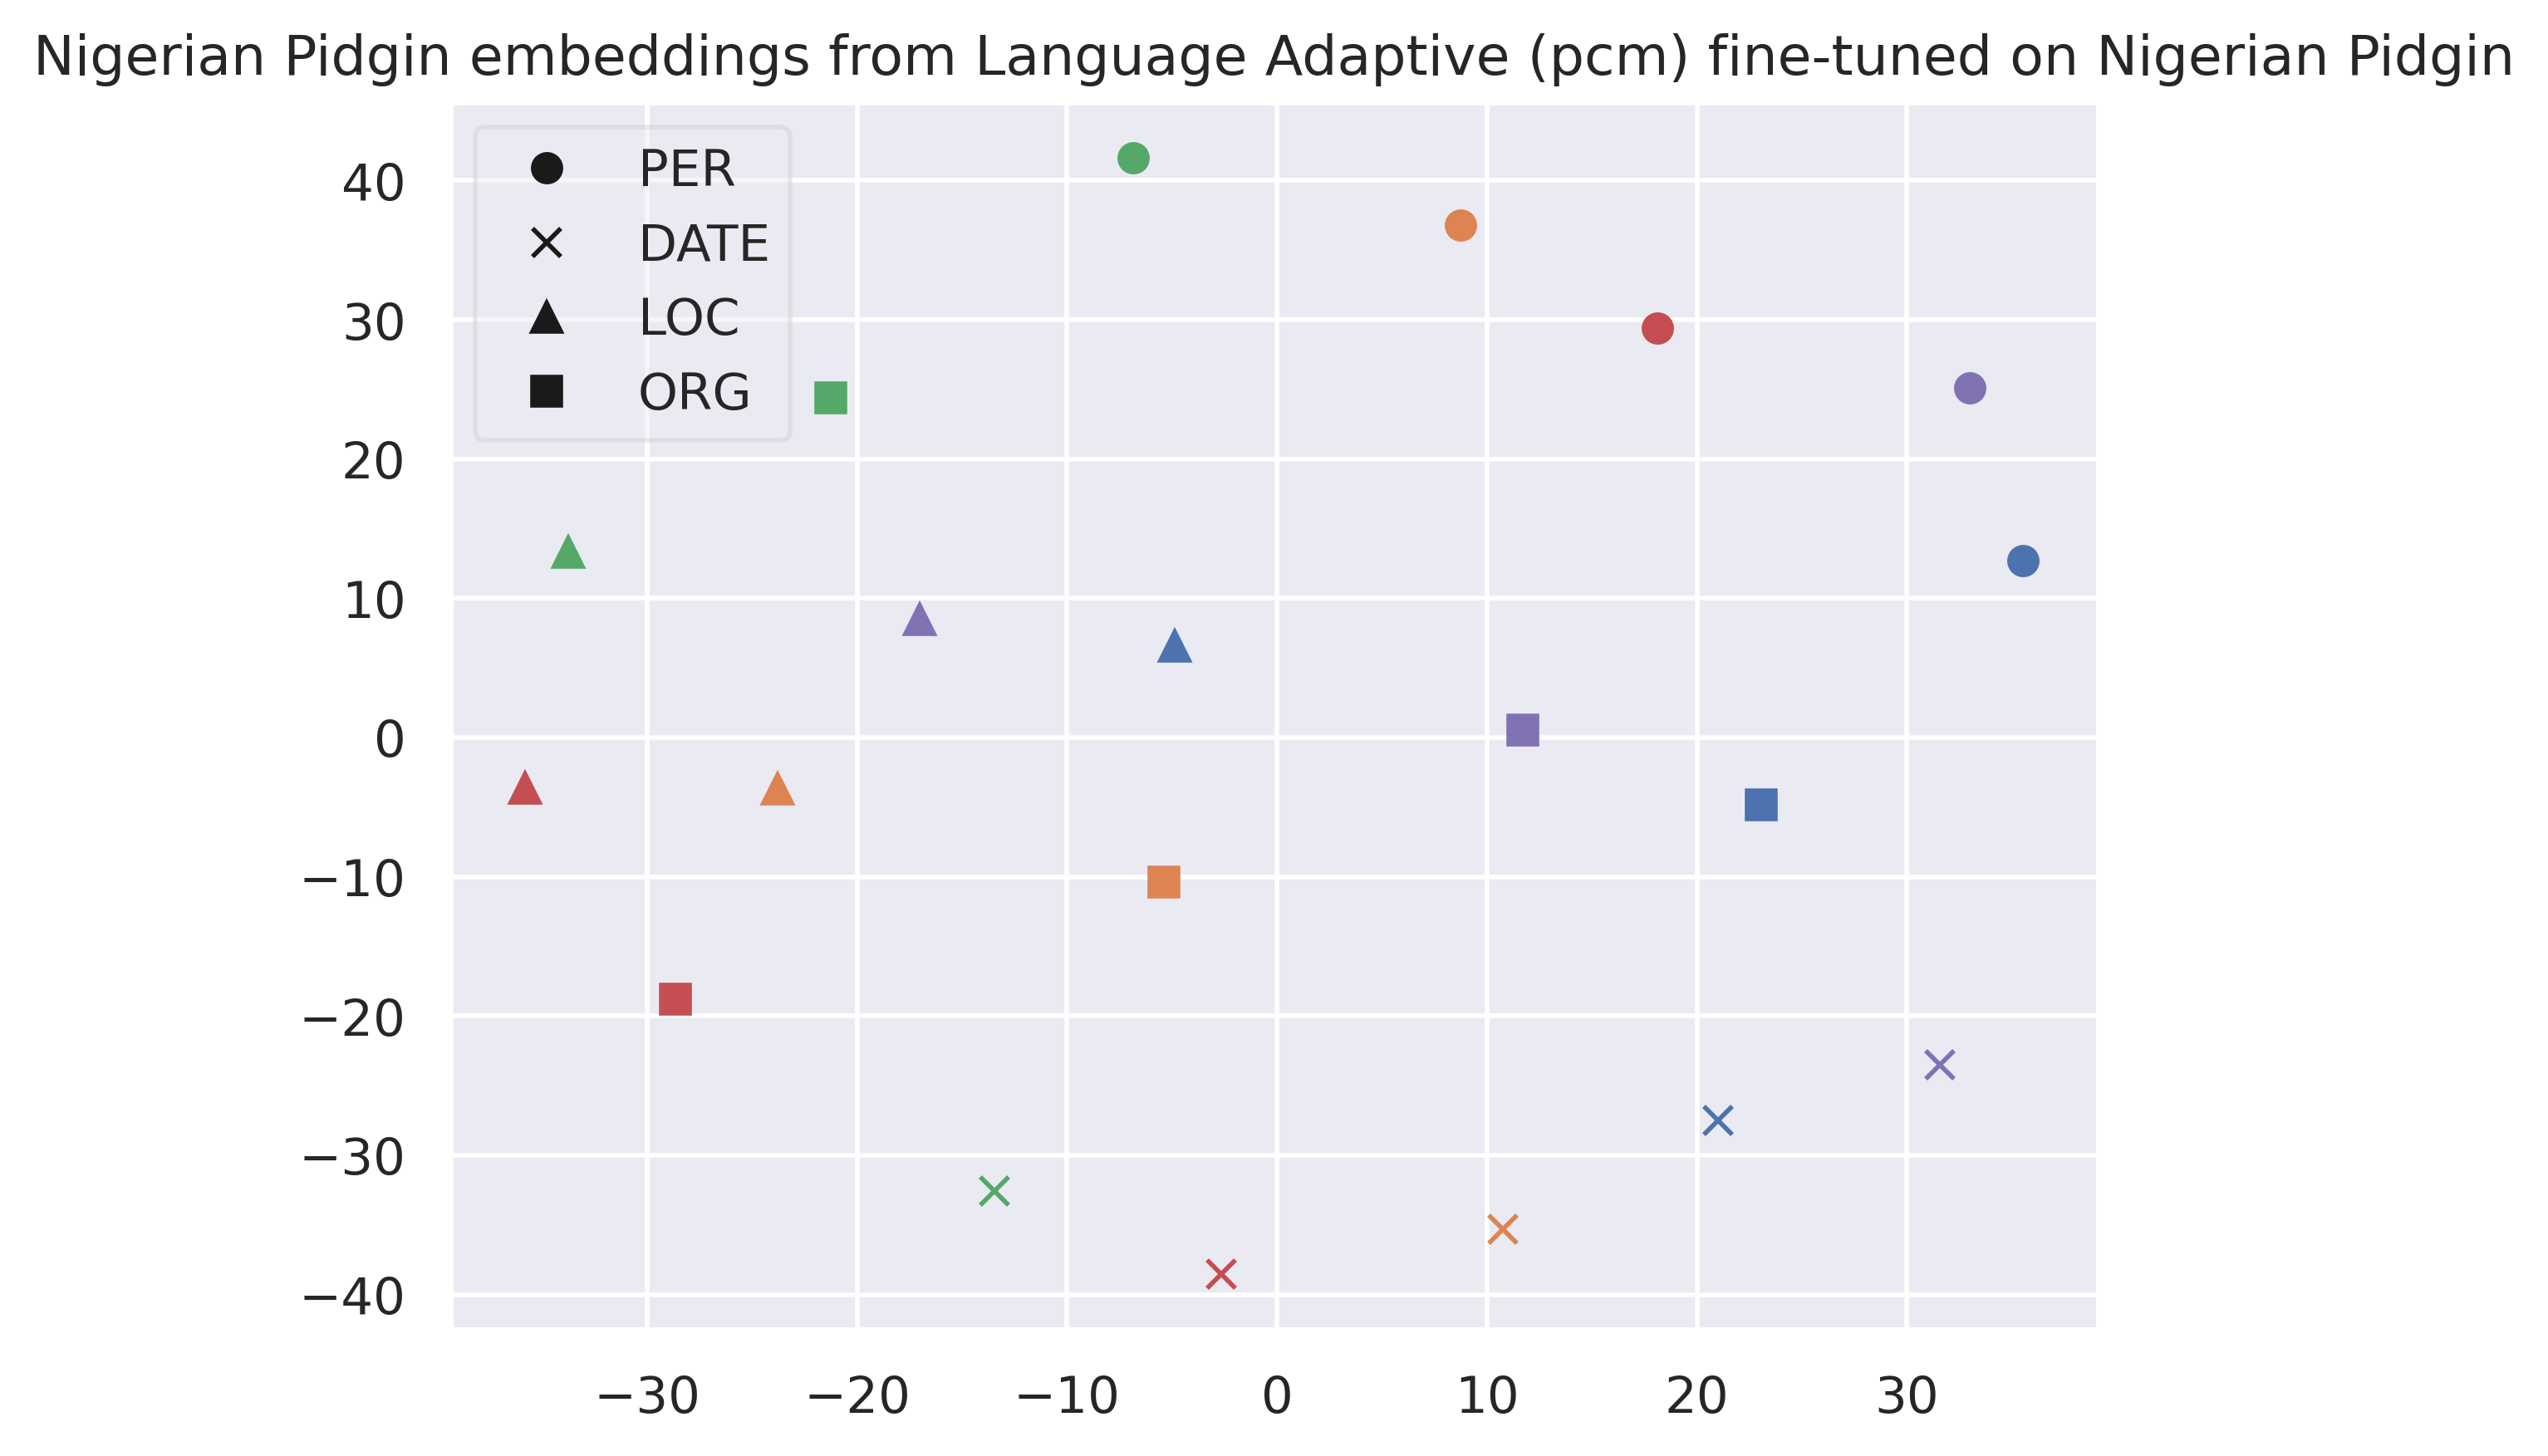 Nigerian Pidgin embeddings from Language Adaptive (pcm) fine-tuned on Nigerian Pidgin
PER
DATE
LOC
ORG
40
30
20
10
0
−10
−20
−30
−40
−30 −20 −10 0 10 20 30